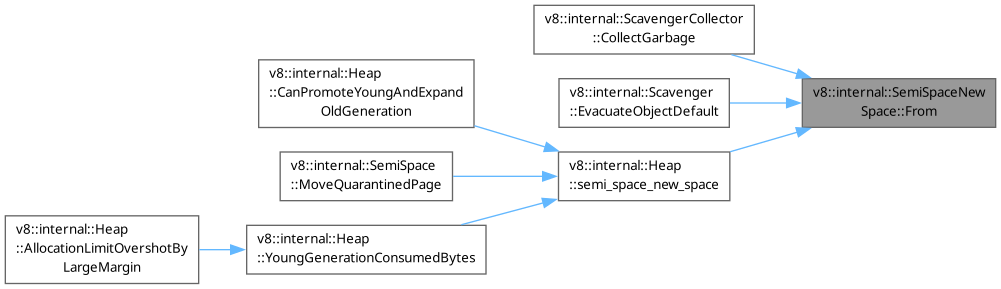 v8::internal::ScavengerCollector
::CollectGarbage
v8::internal::Heap
::CanPromoteYoungAndExpand
OldGeneration
v8::internal::Scavenger
::EvacuateObjectDefault
v8::internal::SemiSpaceNew
Space::From
v8::internal::SemiSpace
::MoveQuarantinedPage
v8::internal::Heap
::semi_space_new_space
v8::internal::Heap
::AllocationLimitOvershotBy
LargeMargin
v8::internal::Heap
::YoungGenerationConsumedBytes